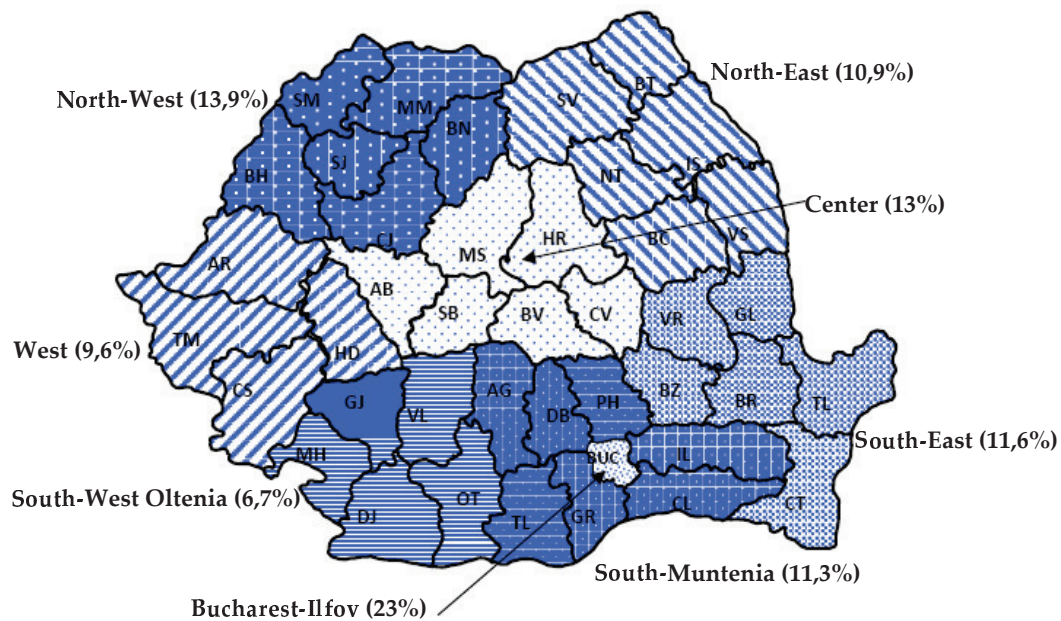 North-East (10,9%)
BT
SV
North-West (13,9%)
SM
MM
BN
SJ
IS
BH
NT
Center (13%)
CJ
HR
BC
VS
MS
AR
AB
SB
BV
CV
VR
GL
TM
West (9,6%)
HD
CS
GJ
VL
AG
DB
PH
BZ
BR
TL
South-East (11,6%)
MH
BUC
IL
South-West Oltenia (6,7%)
OT
DJ
TL
GR
CL
CT
South-Muntenia (11,3%)
Bucharest-Ilfov (23%)